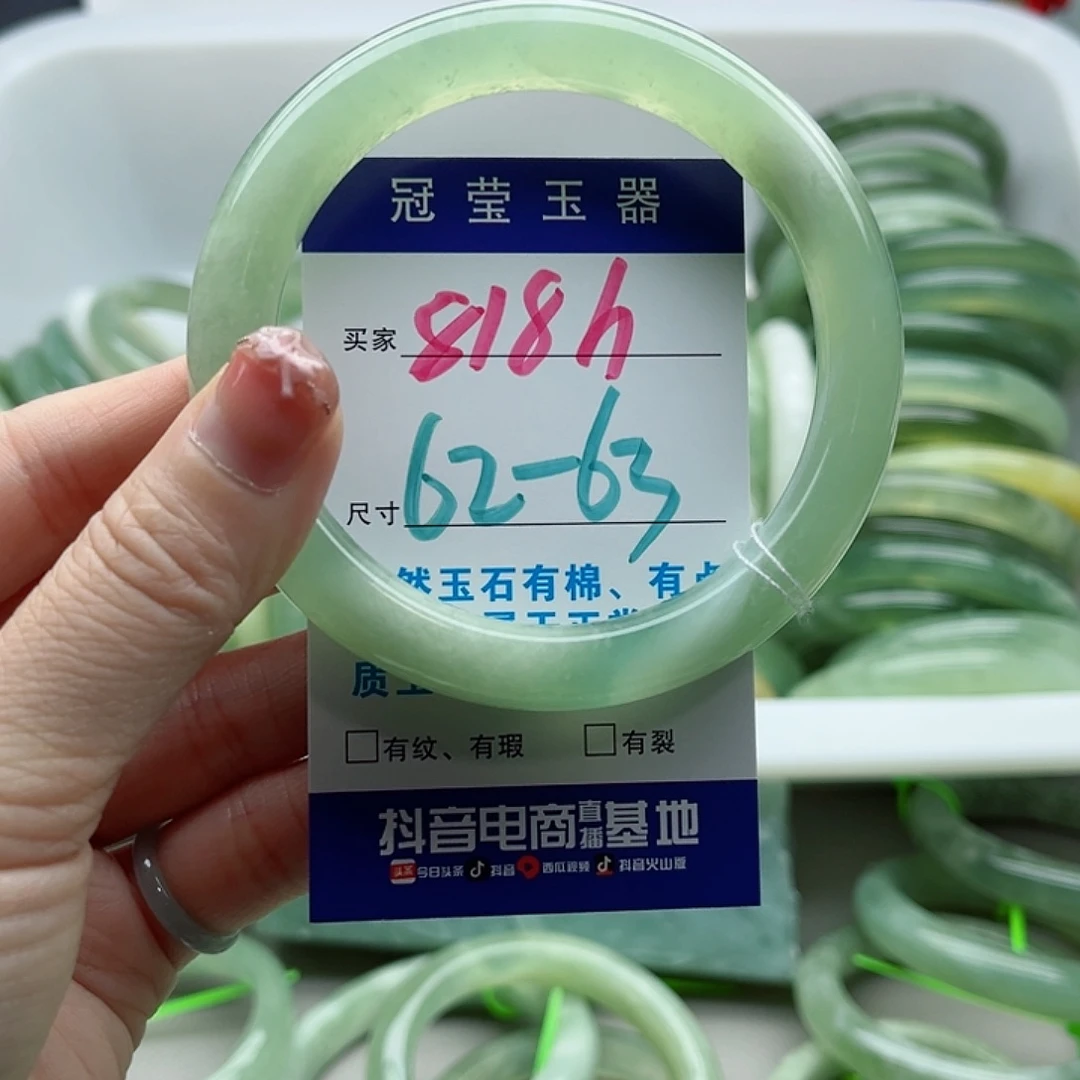 冠莹玉器
买家 818h
尺寸 62-63
然玉石有棉、有
质
□有纹、有瑕 □有裂
抖音电商直播基地
头条 今日头条 抖音 西瓜视频 抖音火山版